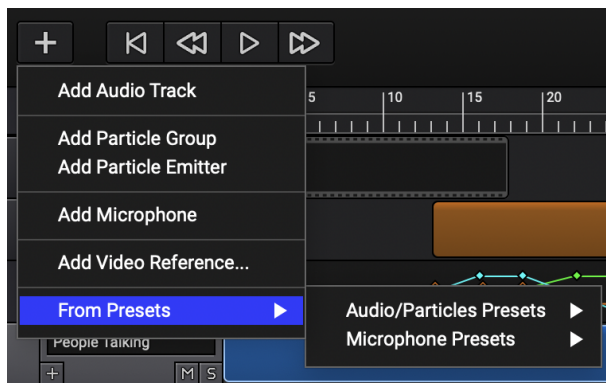 Add Audio Track
5
10
15
20
Add Particle Group
Add Particle Emitter
Add Microphone
Add Video Reference...
From Presets
Audio/Particles Presets
Microphone Presets
People Talking
M S